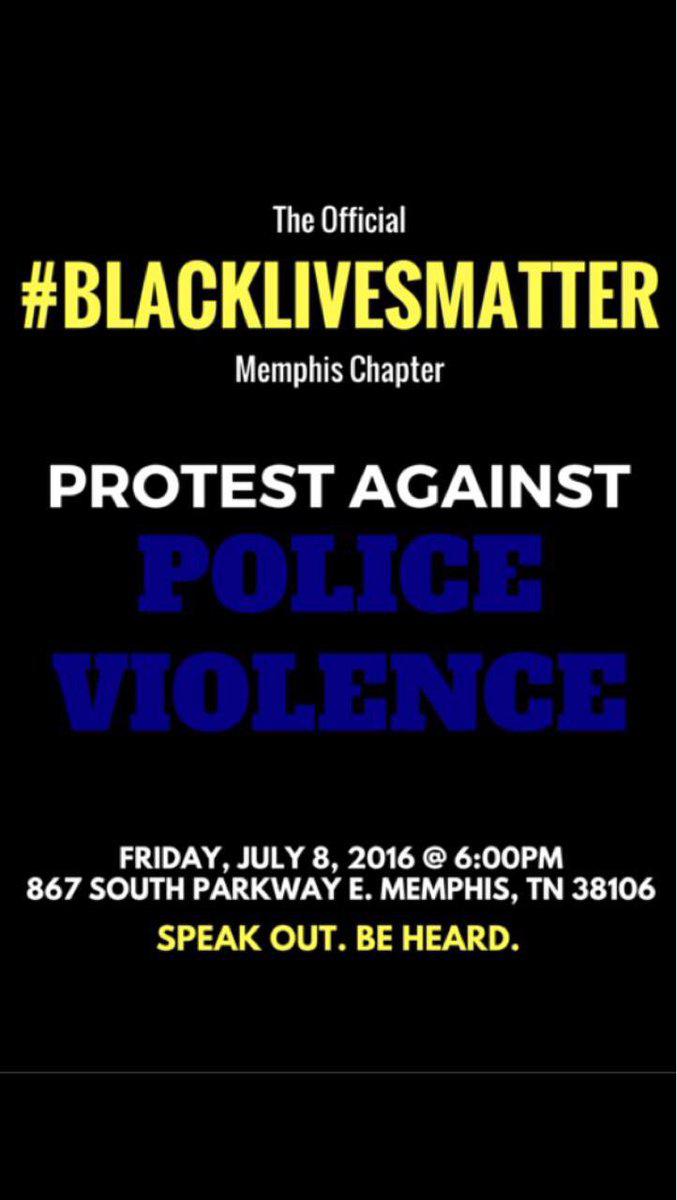 The Official
#BLACKLIVESMATTER
Memphis Chapter
PROTEST AGAINST
POLICE
VIOLENCE
FRIDAY, JULY 8, 2016 @ 6:00PM
867 SOUTH PARKWAY E. MEMPHIS, TN 38106
SPEAK OUT. BE HEARD.